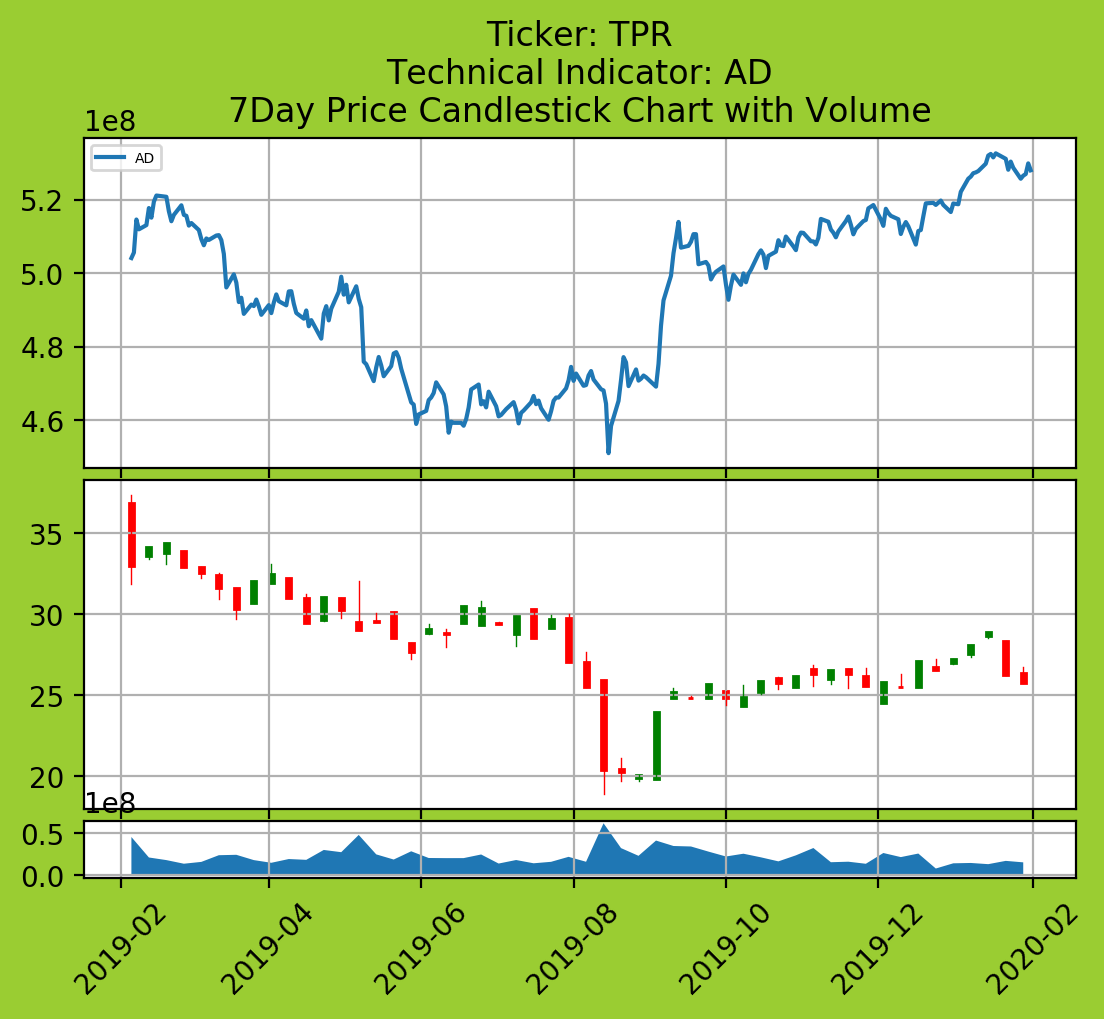 Ticker: TPR
Technical Indicator: AD
7Day Price Candlestick Chart with Volume
1e8
AD
5.2
5.0
4.8
4.6
35
30
25
20
1e8
0.5
0.0
2019-02
2019-04
2019-06
2019-08
2019-10
2019-12
2020-02